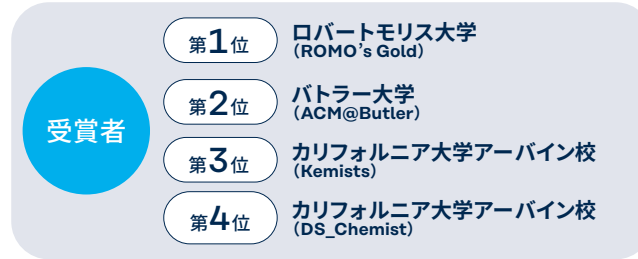 受賞者
第1位
ロバートモリス大学
(ROMO's Gold)
第2位
バトラー大学
(ACM@Butler)
第3位
カリフォルニア大学アーバイン校
(Kemists)
第4位
カリフォルニア大学アーバイン校
(DS_Chemist)